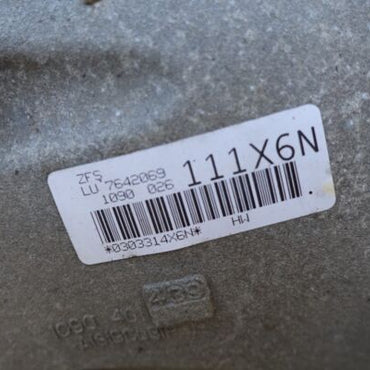 ZFS
LU 7642069
1090 026
111X6N
*0303314X6N*
HW